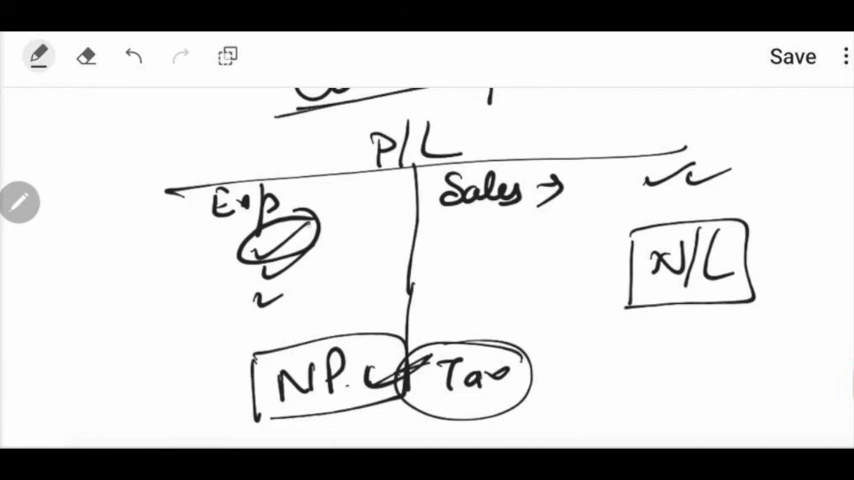 Save
P/L
Exp Sales →
N/L
NP. Tax